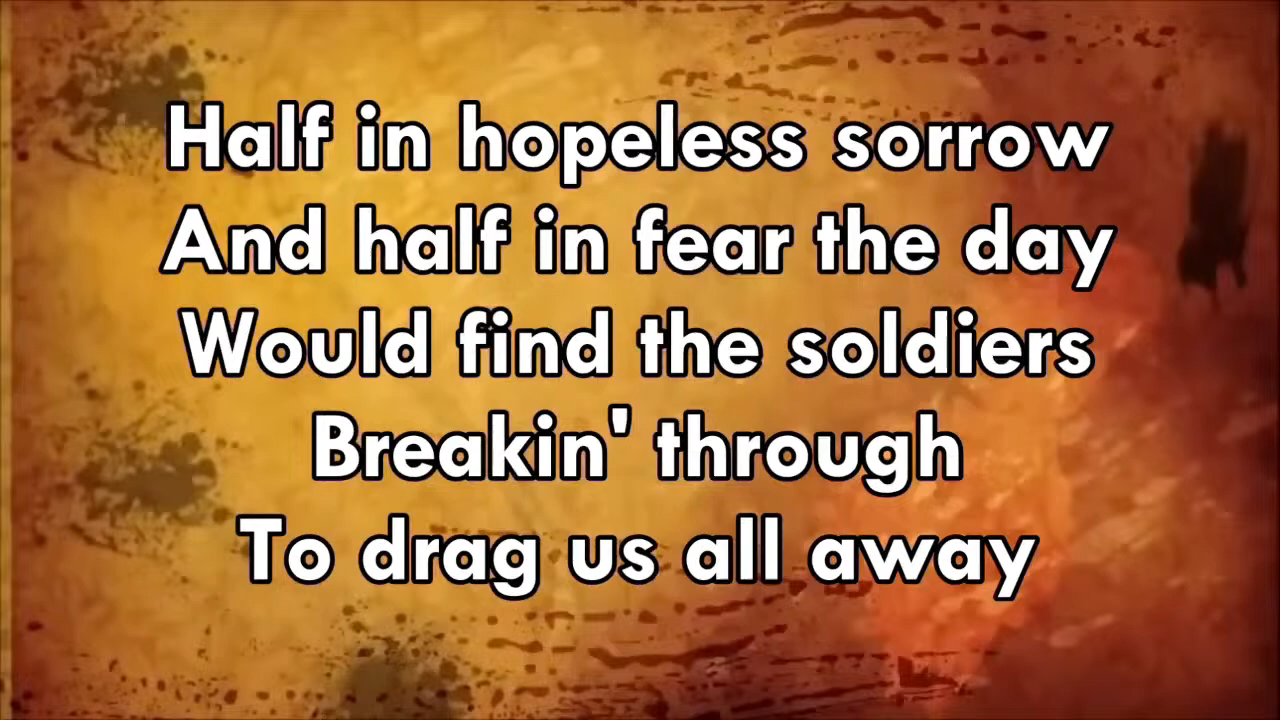 Half in hopeless sorrow
And half in fear the day
Would find the soldiers
Breakin' through
To drag us all away